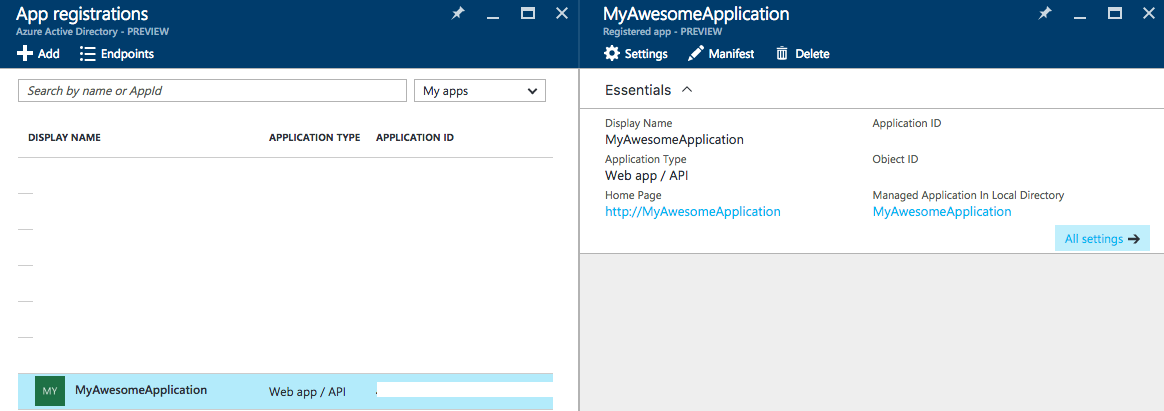 App registrations
Azure Active Directory - PREVIEW
Add Endpoints
Search by name or AppId
My apps
DISPLAY NAME APPLICATION TYPE APPLICATION ID
MY MyAwesomeApplication Web app / API
MyAwesomeApplication
Registered app - PREVIEW
Settings Manifest Delete
Essentials
Display Name
MyAwesomeApplication
Application ID
Application Type
Web app / API
Object ID
Home Page
http://MyAwesomeApplication
Managed Application In Local Directory
MyAwesomeApplication
All settings